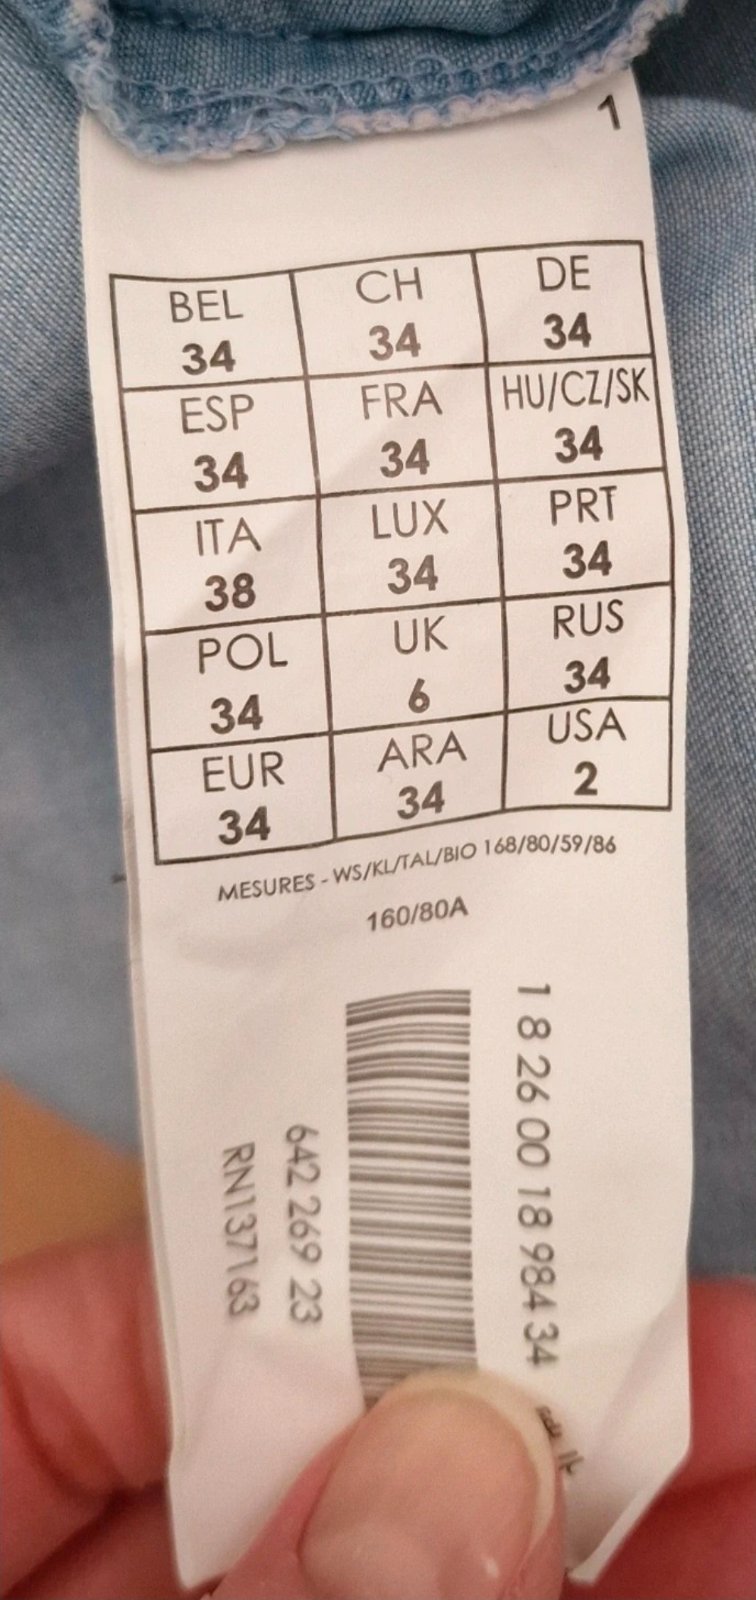 1
BEL CH DE
34 34 34
ESP FRA HU/CZ/SK
34 34 34
ITA LUX PRT
38 34 34
POL UK RUS
34 6 34
EUR ARA USA
34 34 2
MESURES - WS/KL/TAL/BIO 168/80/59/86
160/80A
1 8 26 00 18 984 34
642 269 23
RN137163